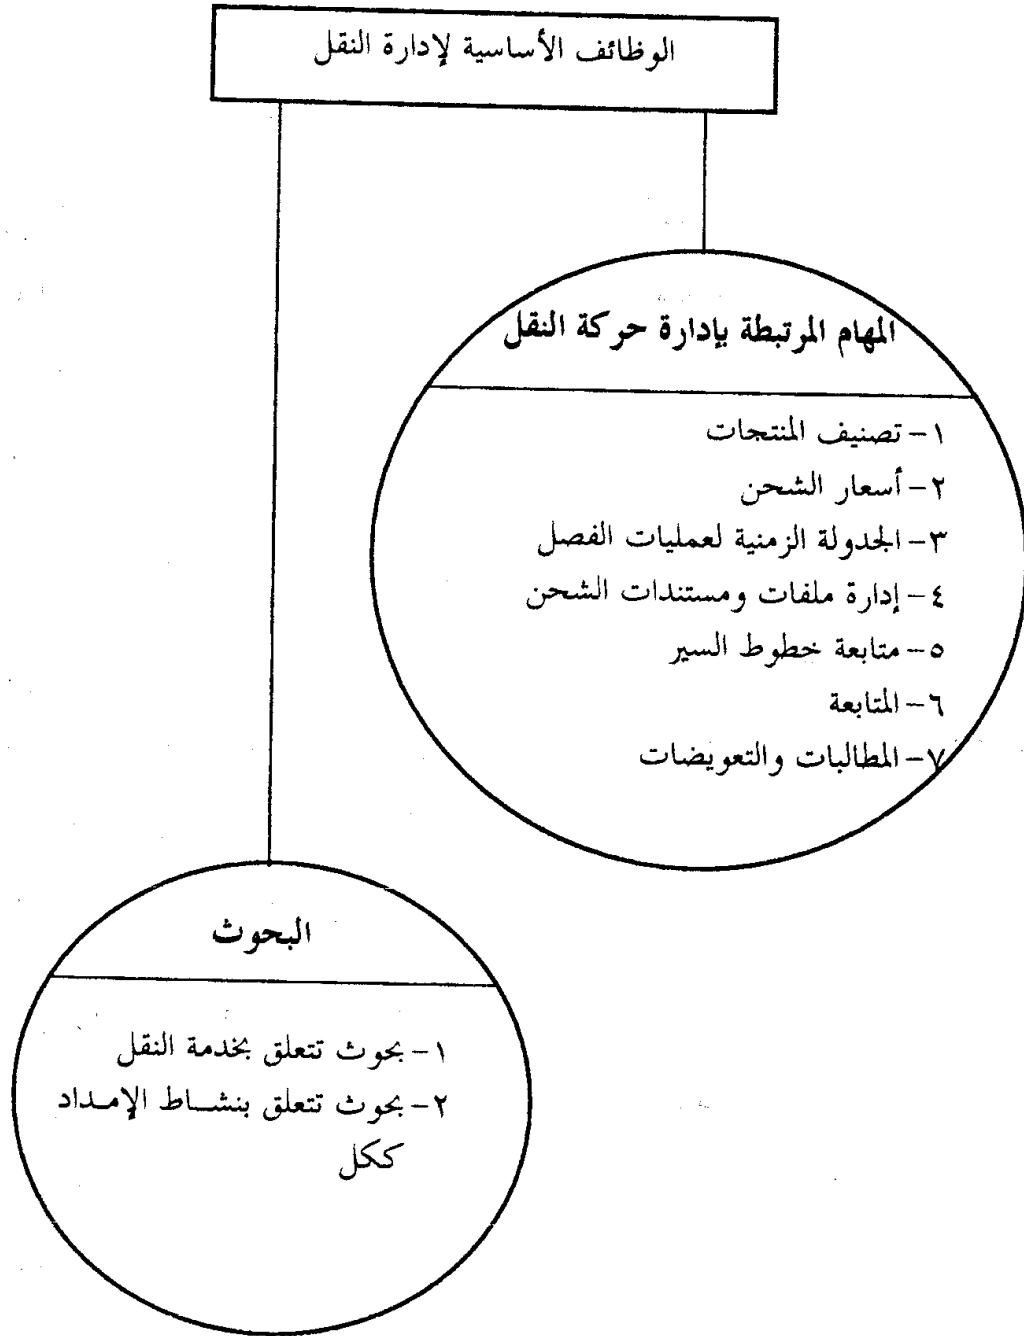 الوظائف الأساسية لإدارة النقل
المهام المرتبطة بإدارة حركة النقل
١- تصنيف المنتجات
٢- أسعار الشحن
٣- الجدولة الزمنية لعمليات الفصل
٤- إدارة ملفات ومستندات الشحن
٥- متابعة خطوط السير
٦- المتابعة
٧- المطالبات والتعويضات
البحوث
١- بحوث تتعلق بخدمة النقل
٢- بحوث تتعلق بنشاط الإمداد
ككل